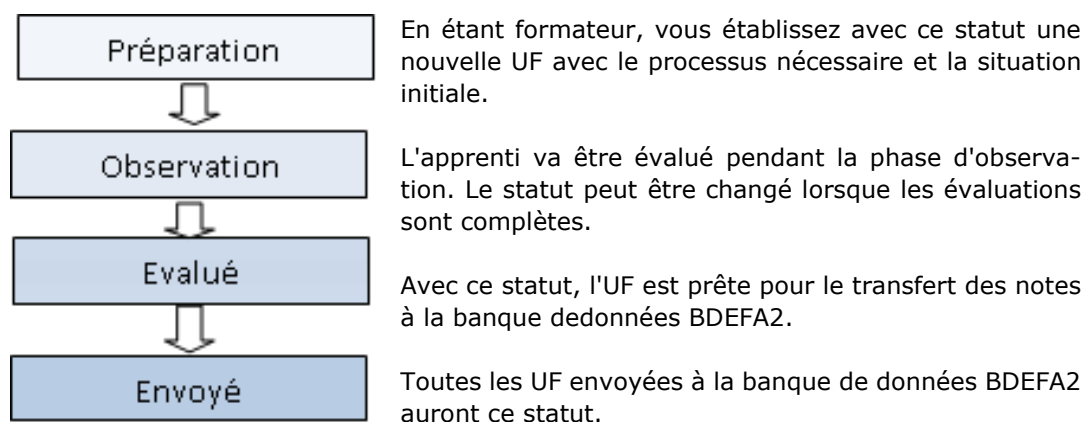 Préparation
En étant formateur, vous établissez avec ce statut une
nouvelle UF avec le processus nécessaire et la situation
initiale.
Observation
L'apprenti va être évalué pendant la phase d'observa-
tion. Le statut peut être changé lorsque les évaluations
sont complètes.
Evalué
Avec ce statut, l'UF est prête pour le transfert des notes
à la banque dedonnées BDEFA2.
Envoyé
Toutes les UF envoyées à la banque de données BDEFA2
auront ce statut.